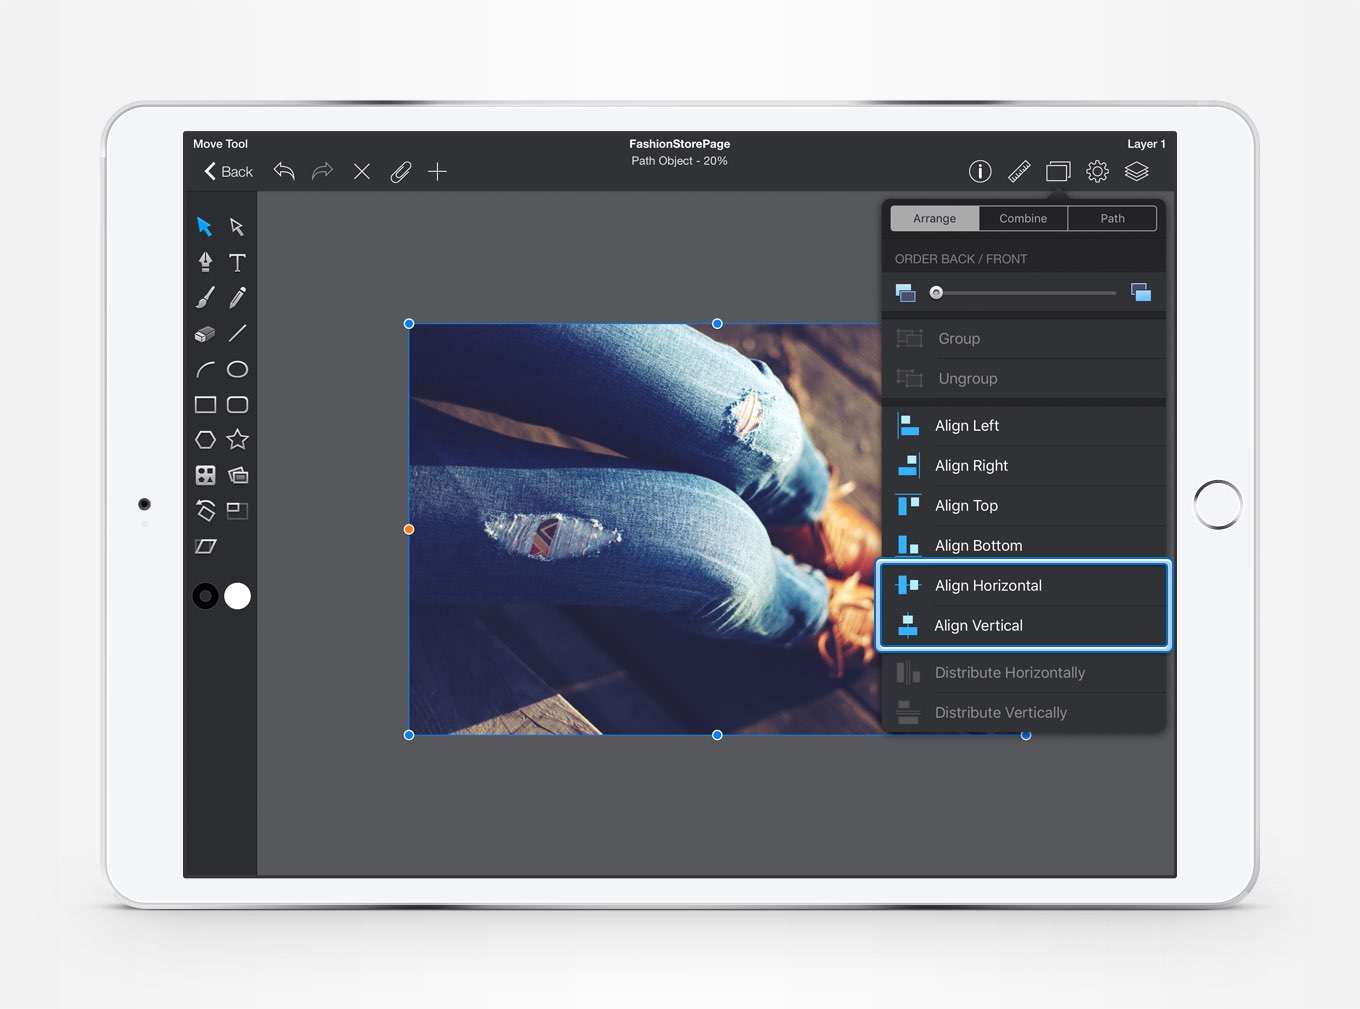 Move Tool
FashionStorePage
Layer 1
Back
Path Object - 20%
Arrange
Combine
Path
ORDER BACK / FRONT
Group
Ungroup
Align Left
Align Right
Align Top
Align Bottom
Align Horizontal
Align Vertical
Distribute Horizontally
Distribute Vertically